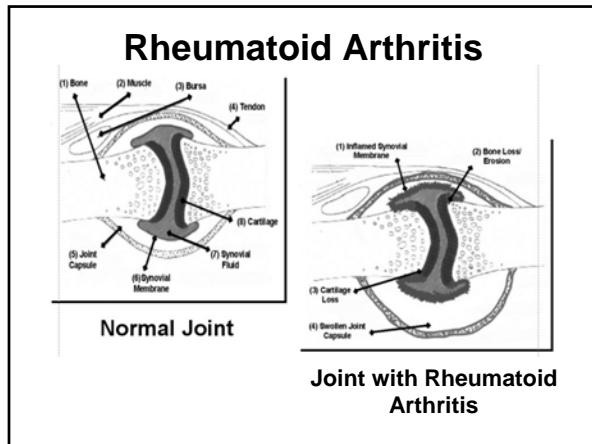 Rheumatoid Arthritis
(1) Bone
(2) Muscle
(3) Bursa
(4) Tendon
(8) Cartilage
(5) Joint
Capsule
(7) Synovial
Fluid
(6) Synovial
Membrane
Normal Joint
(1) Inflamed Synovial
Membrane
(2) Bone Loss/
Erosion
(3) Cartilage
Loss
(4) Swollen Joint
Capsule
Joint with Rheumatoid
Arthritis